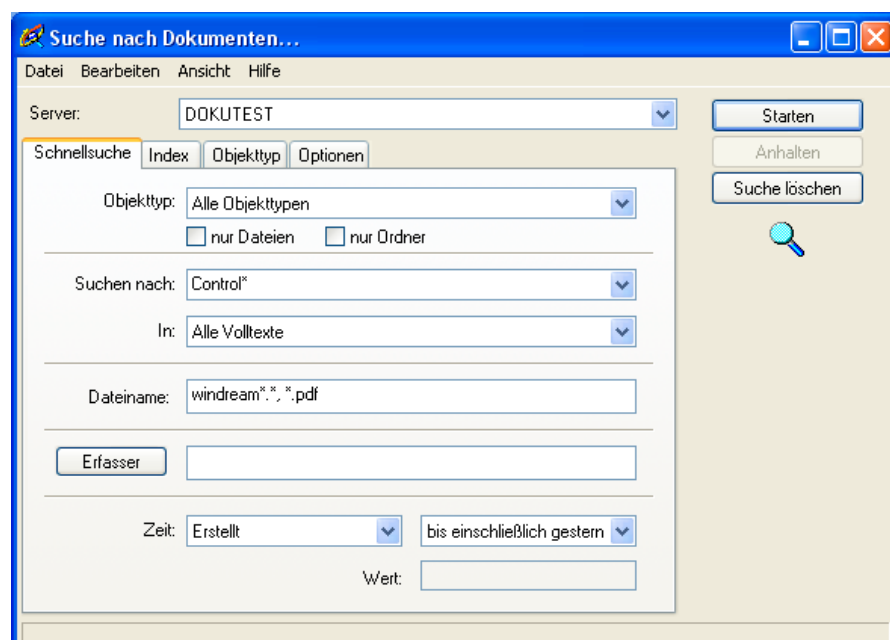 Suche nach Dokumenten...
Datei Bearbeiten Ansicht Hilfe
Server: DOKUTEST
Starten
Schnellsuche Index Objekttyp Optionen
Anhalten
Suche löschen
Objekttyp: Alle Objekttypen
nur Dateien nur Ordner
Suchen nach: Control*
In: Alle Volltexte
Dateiname: windream*.*, *.pdf
Erfasser
Zeit: Erstellt bis einschließlich gestern
Wert: